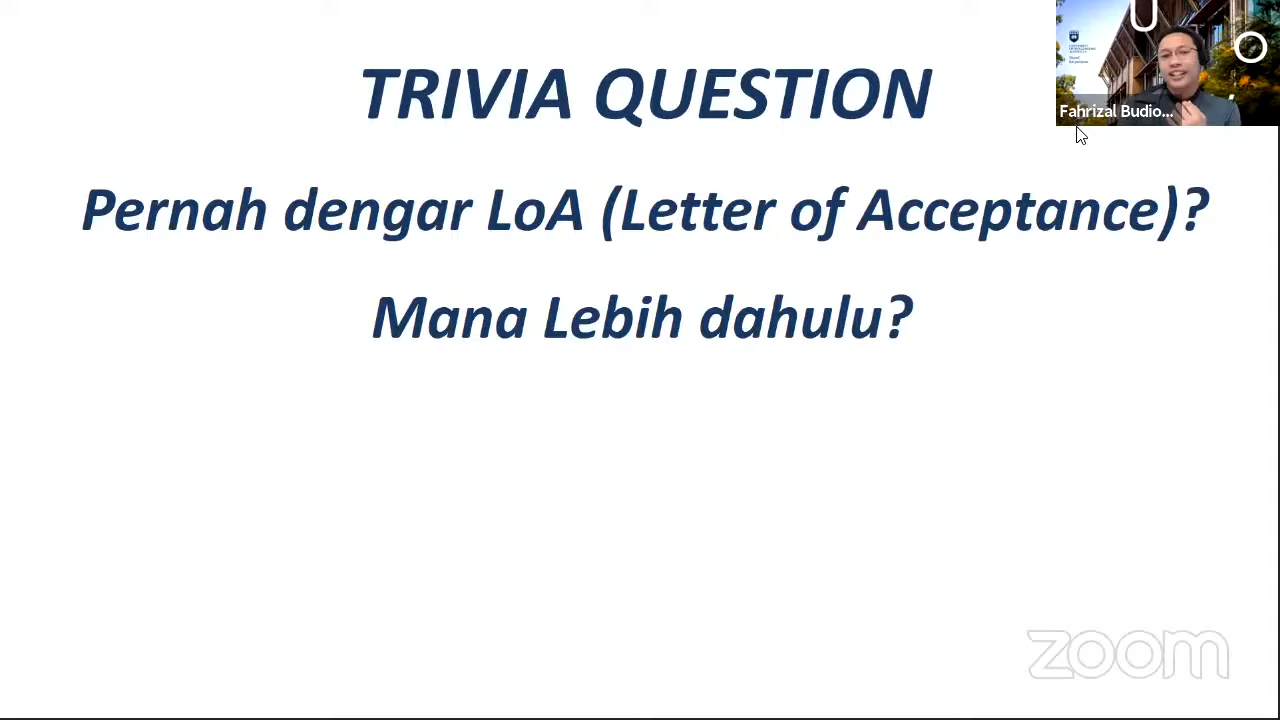 TRIVIA QUESTION
Pernah dengar LoA (Letter of Acceptance)?
Mana Lebih dahulu?
Fahrizal Budio...
U
O
zoom